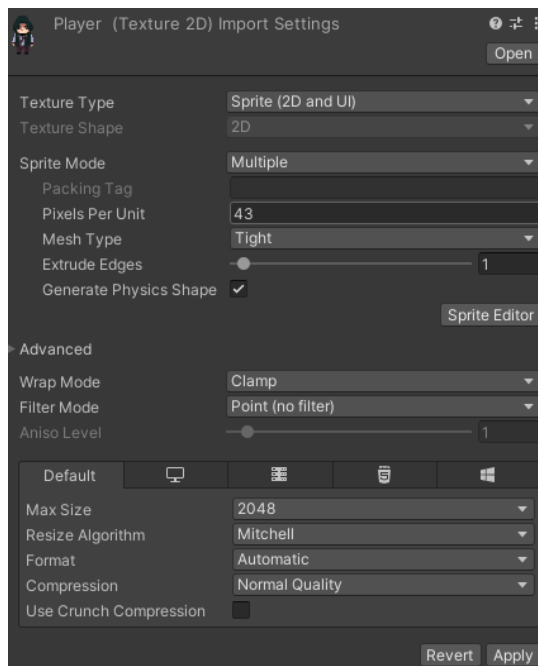 Player (Texture 2D) Import Settings
Open
Texture Type Sprite (2D and UI)
Texture Shape 2D
Sprite Mode Multiple
Packing Tag
Pixels Per Unit 43
Mesh Type Tight
Extrude Edges 1
Generate Physics Shape
Sprite Editor
Advanced
Wrap Mode Clamp
Filter Mode Point (no filter)
Aniso Level 1
Default
Max Size 2048
Resize Algorithm Mitchell
Format Automatic
Compression Normal Quality
Use Crunch Compression
Revert Apply